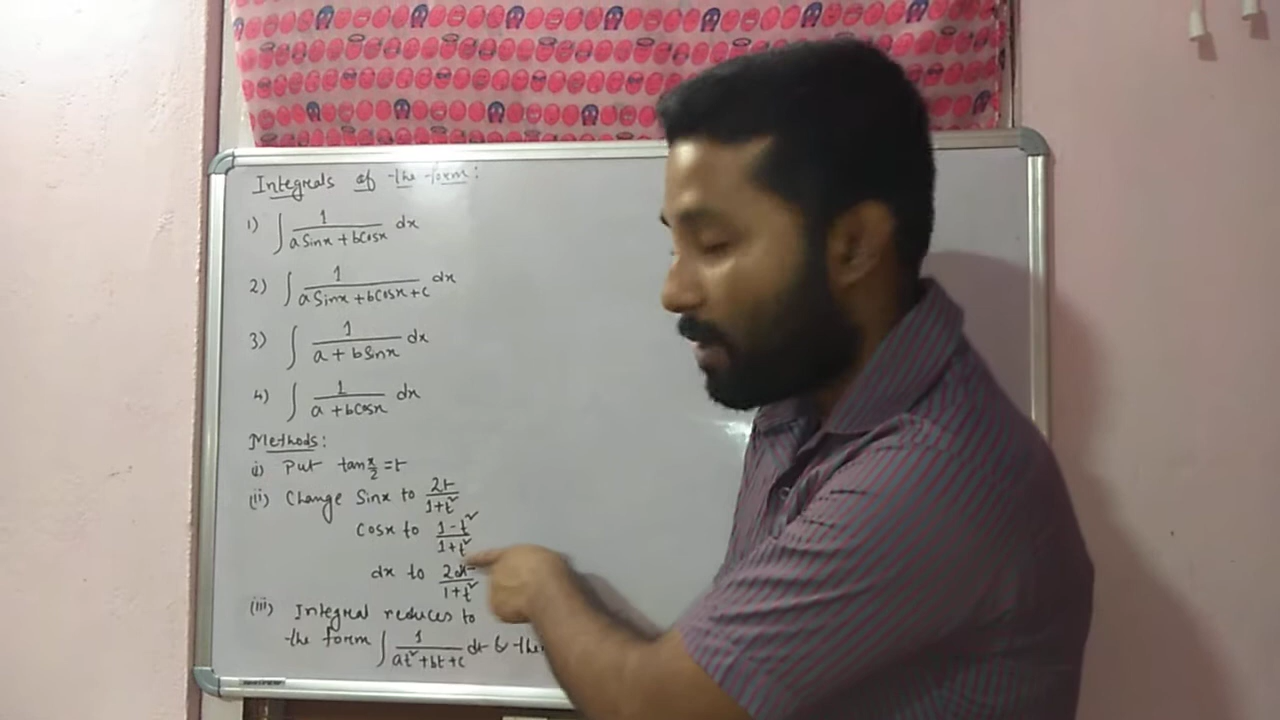 Integrals of the form:
1) ∫ 1/(a Sinx + b Cosx) dx
2) ∫ 1/(a Sinx + b Cosx + c) dx
3) ∫ 1/(a + b Sinx) dx
4) ∫ 1/(a + b Cosx) dx
Methods:
(i) Put tan x/2 = t
(ii) Change Sinx to 2t/(1+t²)
Cosx to (1-t²)/(1+t²)
dx to 2dt/(1+t²)
(iii) Integral reduces to
the form ∫ 1/(at²+bt+c) dt &